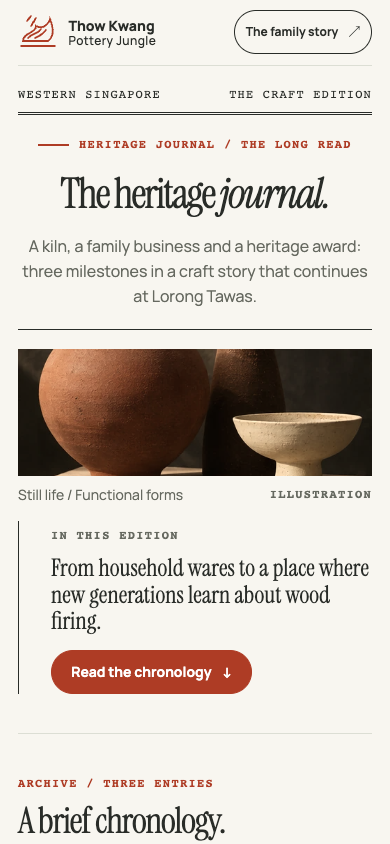 Thow Kwang
Pottery Jungle
The family story ↗
WESTERN SINGAPORE
THE CRAFT EDITION
HERITAGE JOURNAL / THE LONG READ
The heritage journal.
A kiln, a family business and a heritage award:
three milestones in a craft story that continues
at Lorong Tawas.
Still life / Functional forms
ILLUSTRATION
IN THIS EDITION
From household wares to a place where
new generations learn about wood
firing.
Read the chronology ↓
ARCHIVE / THREE ENTRIES
A brief chronology.